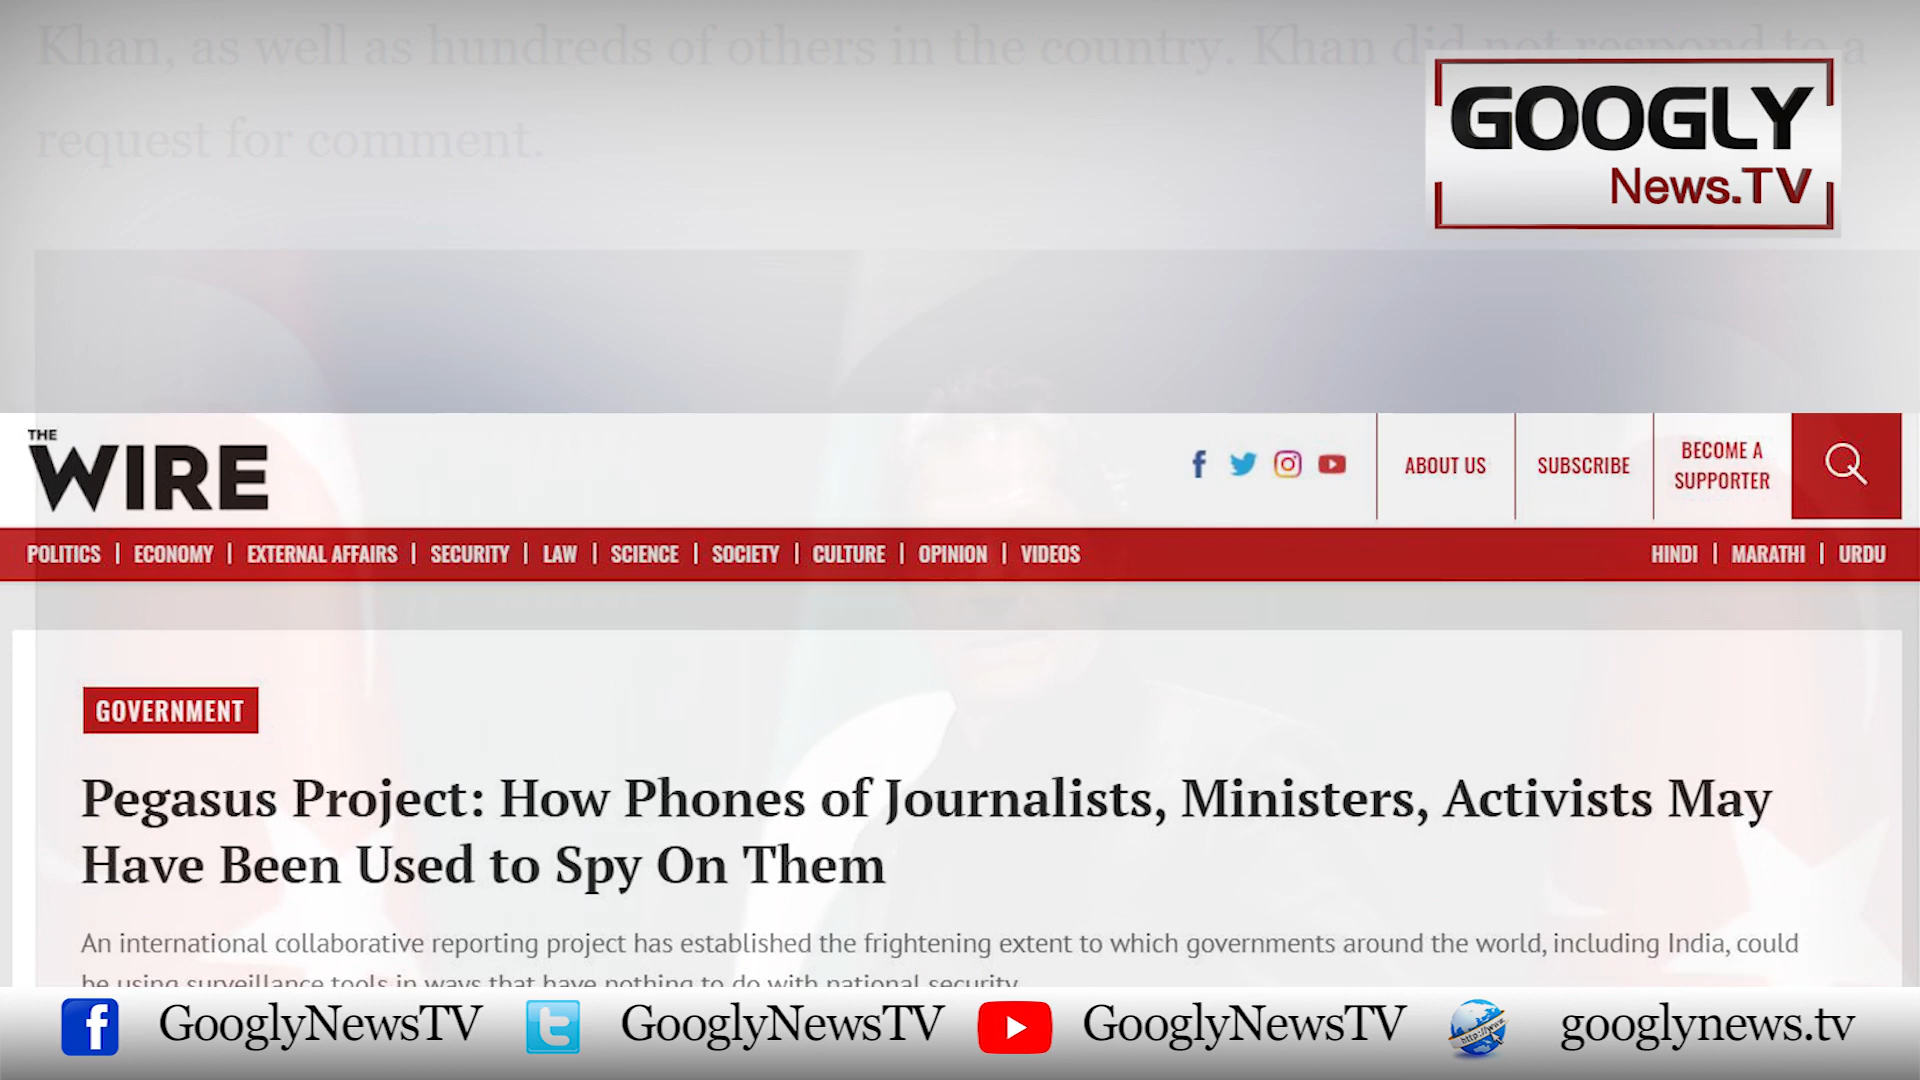 Khan, as well as hundreds of others in the country. Khan did not respond to a
request for comment.
GOOGLY
News.TV
THE
WIRE
ABOUT US
SUBSCRIBE
BECOME A
SUPPORTER
POLITICS | ECONOMY | EXTERNAL AFFAIRS | SECURITY | LAW | SCIENCE | SOCIETY | CULTURE | OPINION | VIDEOS
HINDI | MARATHI | URDU
GOVERNMENT
Pegasus Project: How Phones of Journalists, Ministers, Activists May
Have Been Used to Spy On Them
An international collaborative reporting project has established the frightening extent to which governments around the world, including India, could
be using surveillance tools in ways that have nothing to do with national security.
GooglyNewsTV
GooglyNewsTV
GooglyNewsTV
http://www.
googlynews.tv